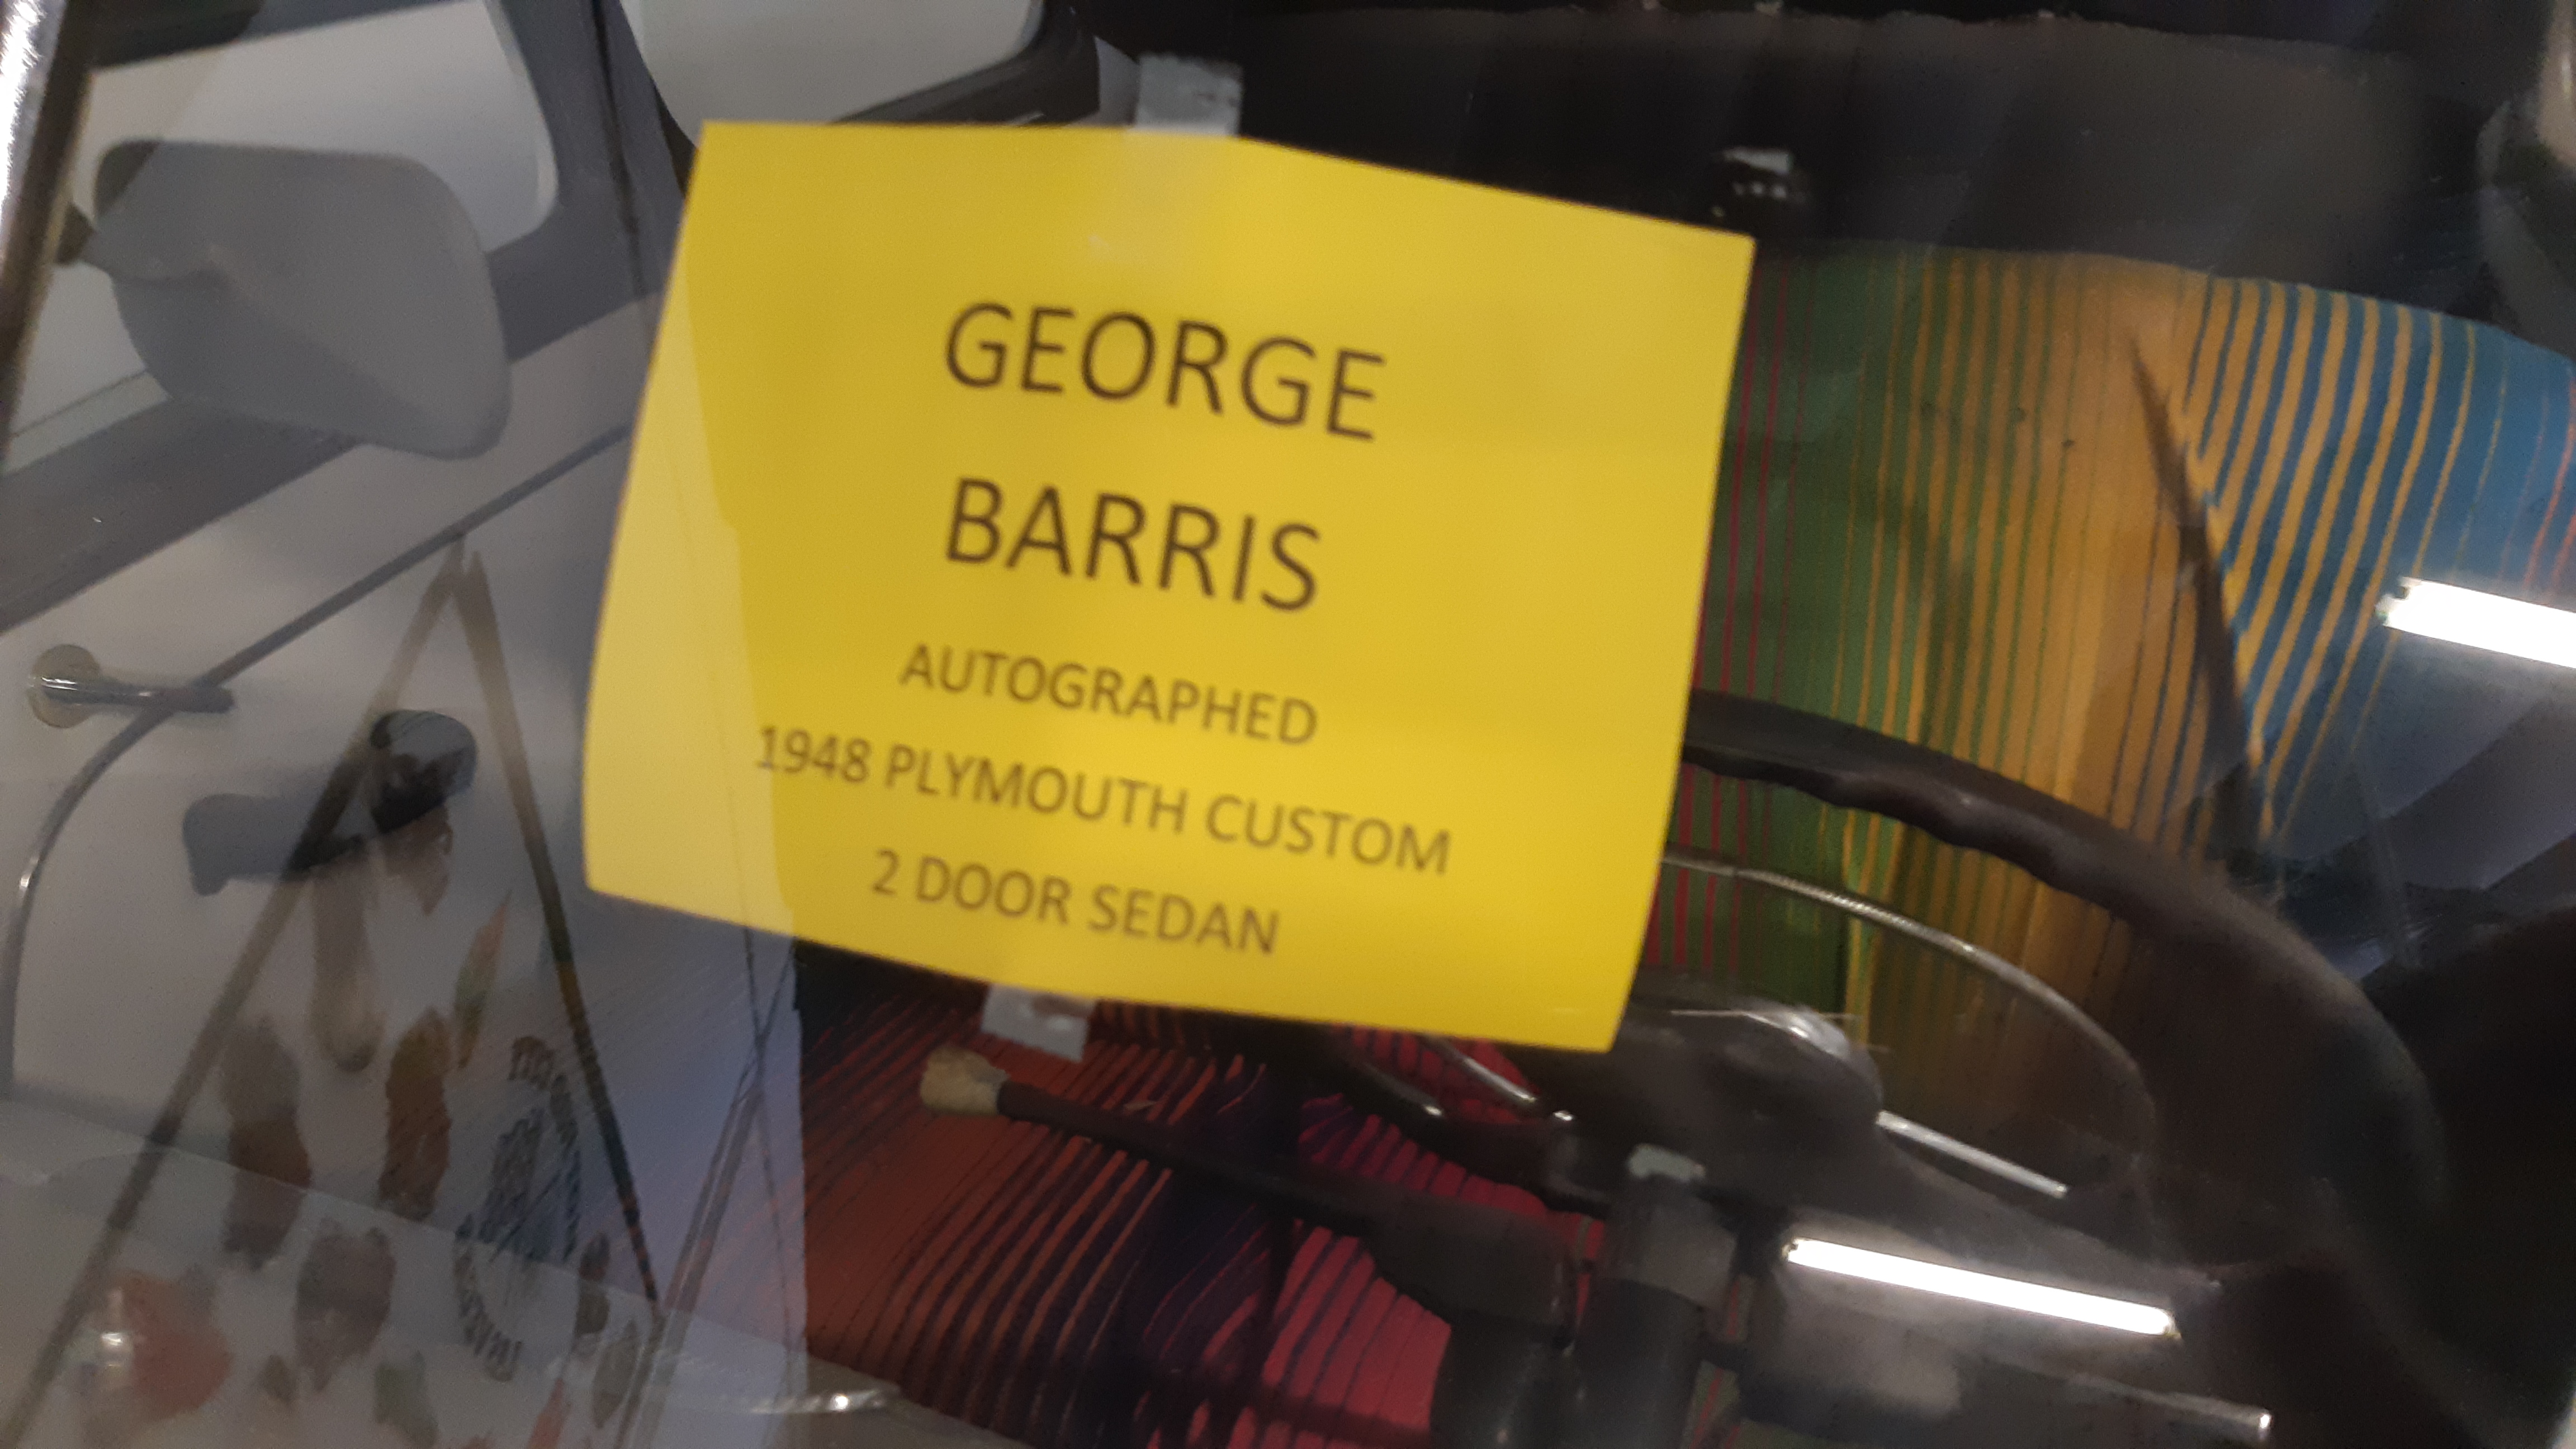 GEORGE
BARRIS
AUTOGRAPHED
1948 PLYMOUTH CUSTOM
2 DOOR SEDAN